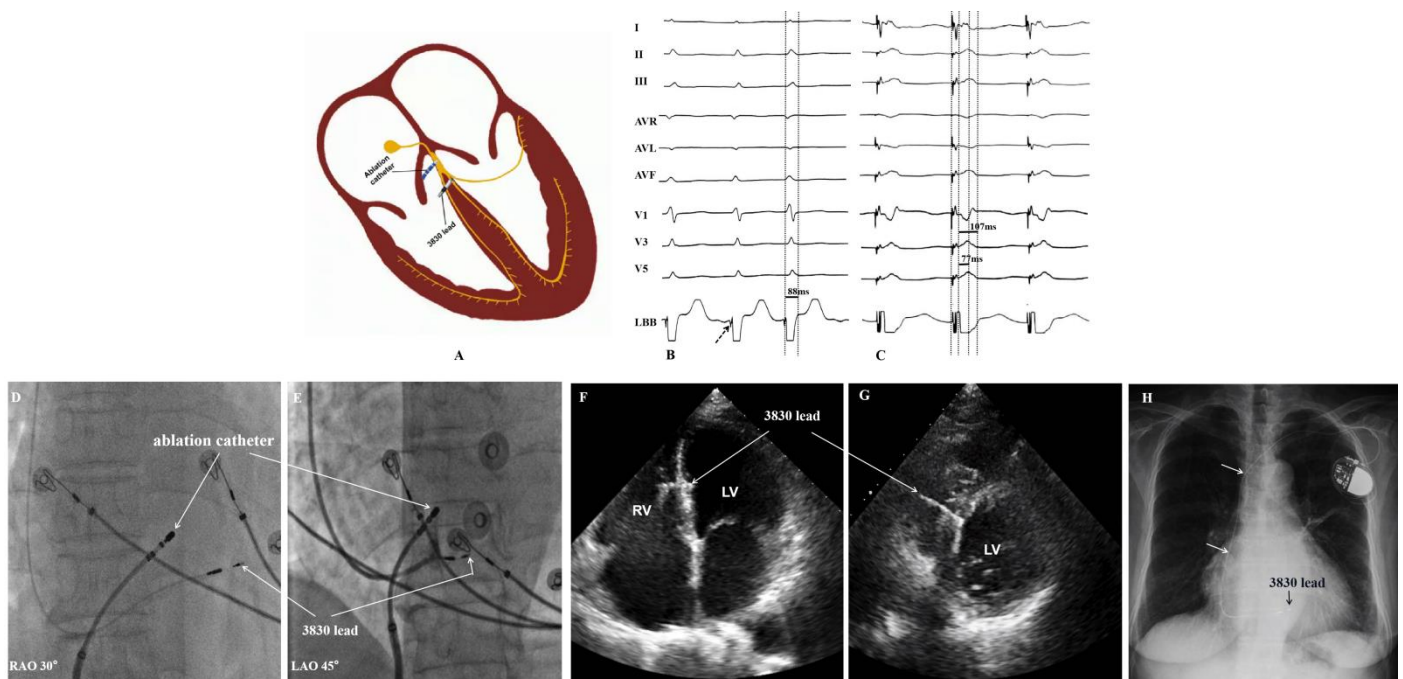 Ablation
catheter
3830 lead
A
I
II
III
AVR
AVL
AVF
V1
V3
V5
LBB
88ms
B
107ms
77ms
C
D
ablation catheter
RAO 30°
E
3830 lead
LAO 45°
F
3830 lead
RV
LV
G
LV
H
3830 lead